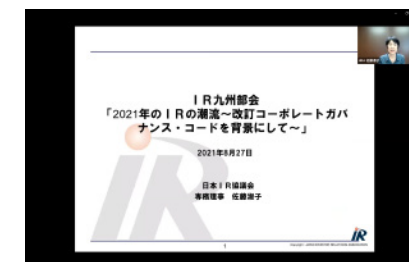 IR九州部会
「2021年のIRの潮流～改訂コーポレートガバ
ナンス・コードを背景にして～」
2021年8月27日
日本IR協議会
専務理事 佐藤淑子
IR
1